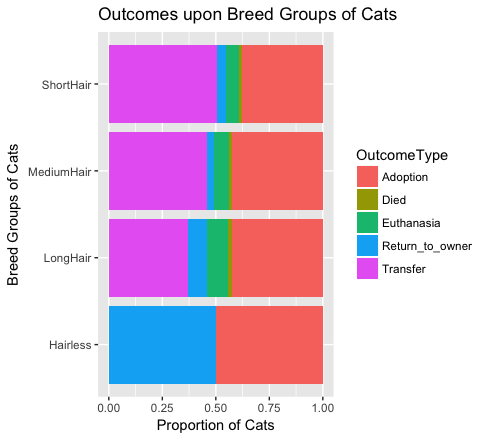 Outcomes upon Breed Groups of Cats
Breed Groups of Cats
ShortHair
MediumHair
LongHair
Hairless
0.00 0.25 0.50 0.75 1.00
Proportion of Cats
OutcomeType
Adoption
Died
Euthanasia
Return_to_owner
Transfer